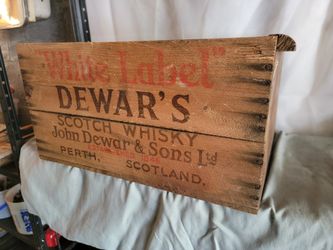 "White Label"
DEWAR'S
SCOTCH WHISKY
John Dewar & Sons Ltd
PERTH, SCOTLAND.